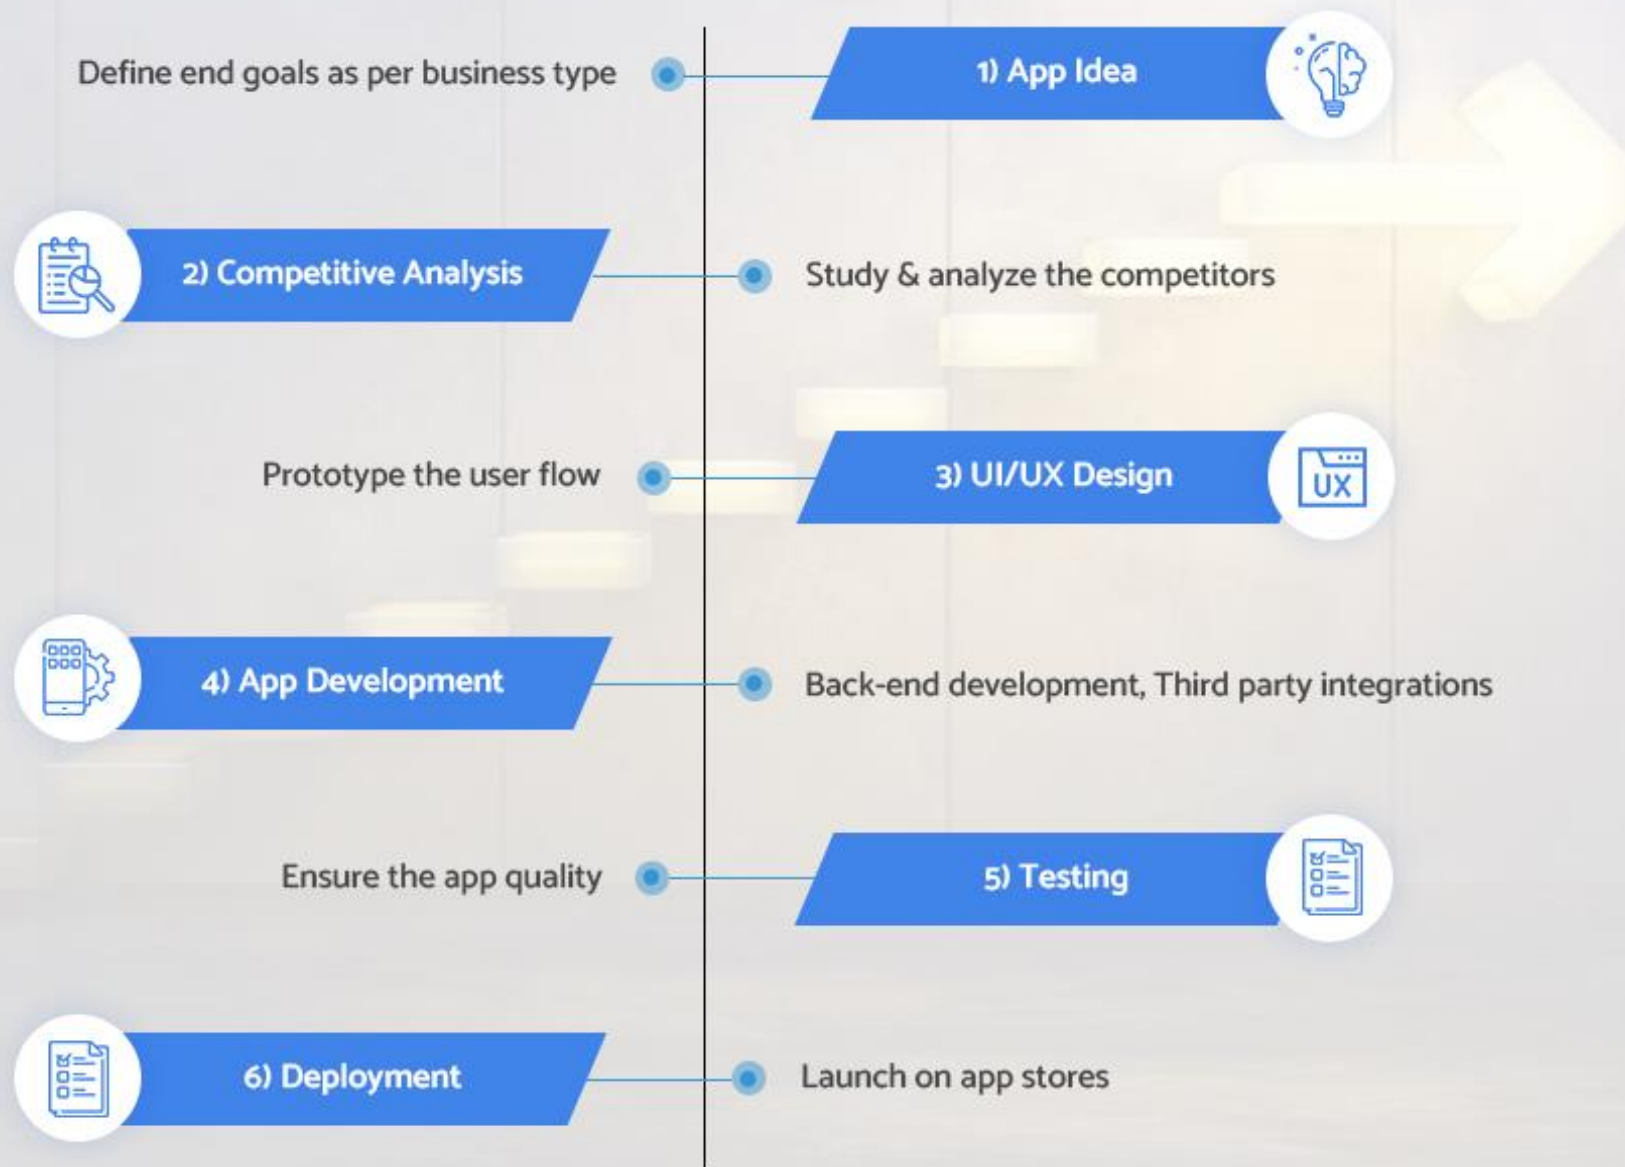 Define end goals as per business type
1) App Idea
2) Competitive Analysis
Study & analyze the competitors
Prototype the user flow
3) UI/UX Design
UX
4) App Development
Back-end development, Third party integrations
Ensure the app quality
5) Testing
6) Deployment
Launch on app stores